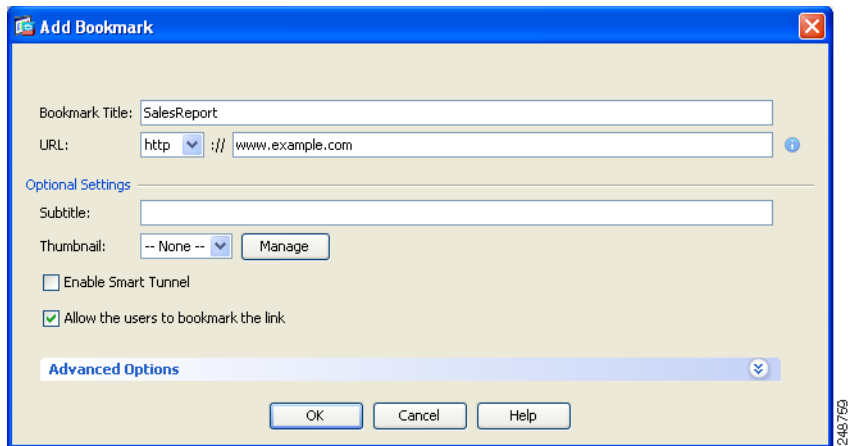 Add Bookmark
Bookmark Title: SalesReport
URL: http :// www.example.com
Optional Settings
Subtitle:
Thumbnail: -- None -- Manage
Enable Smart Tunnel
Allow the users to bookmark the link
Advanced Options
OK Cancel Help
248759